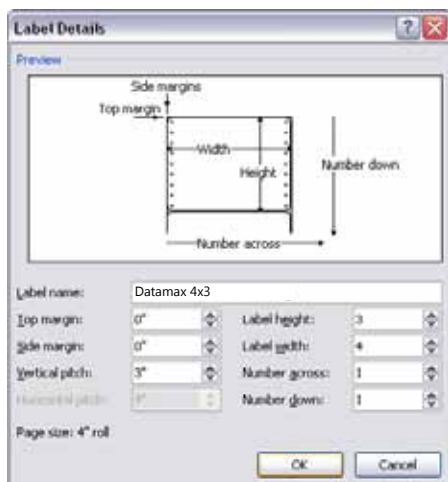 Label Details
Preview
Side margins
Top margin
Width
Height
Number down
Number across
Label name: Datamax 4x3
Top margin: 0" Label height: 3
Side margin: 0" Label width: 4
Vertical pitch: 3" Number across: 1
Horizontal pitch: 4" Number down: 1
Page size: 4" roll
OK Cancel